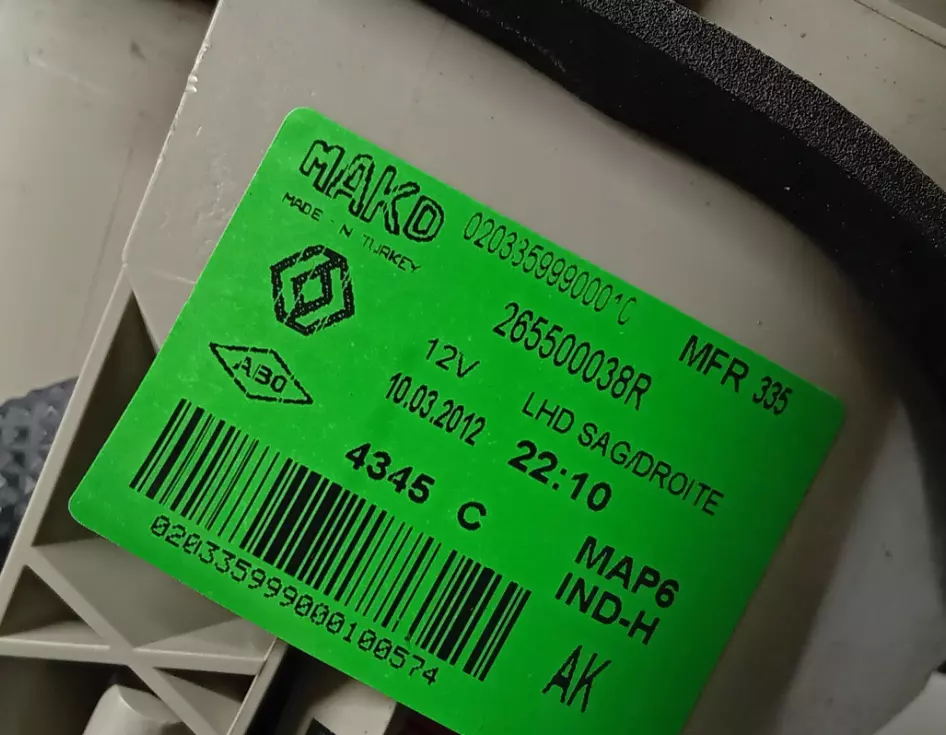 MAKO
MADE IN TURKEY
0203359990001C
265500038R
MFR 335
12V
LHD SAG/DROITE
10.03.2012
22:10
4345 C
MAP6
IND-H
AK
020335999000100574